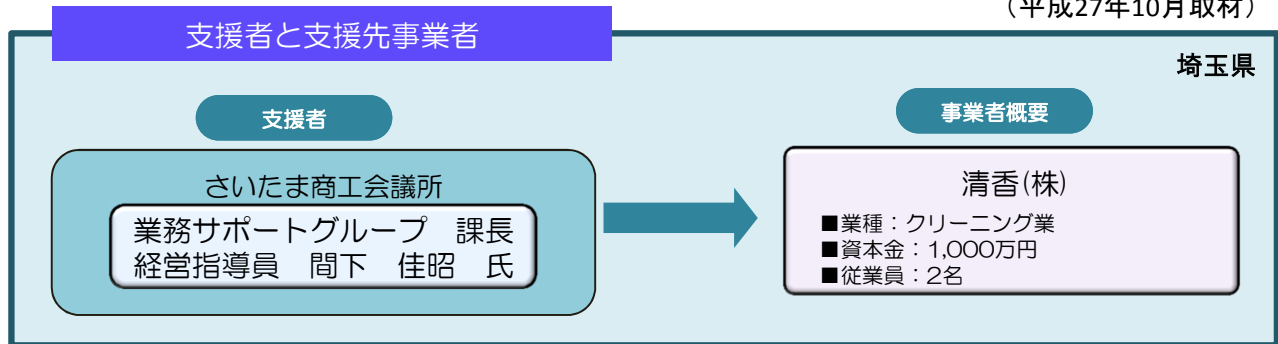 （平成27年10月取材）
支援者と支援先事業者
埼玉県
支援者
さいたま商工会議所
業務サポートグループ　課長
経営指導員　間下　佳昭　氏
事業者概要
清香(株)
■業種：クリーニング業
■資本金：1,000万円
■従業員：2名